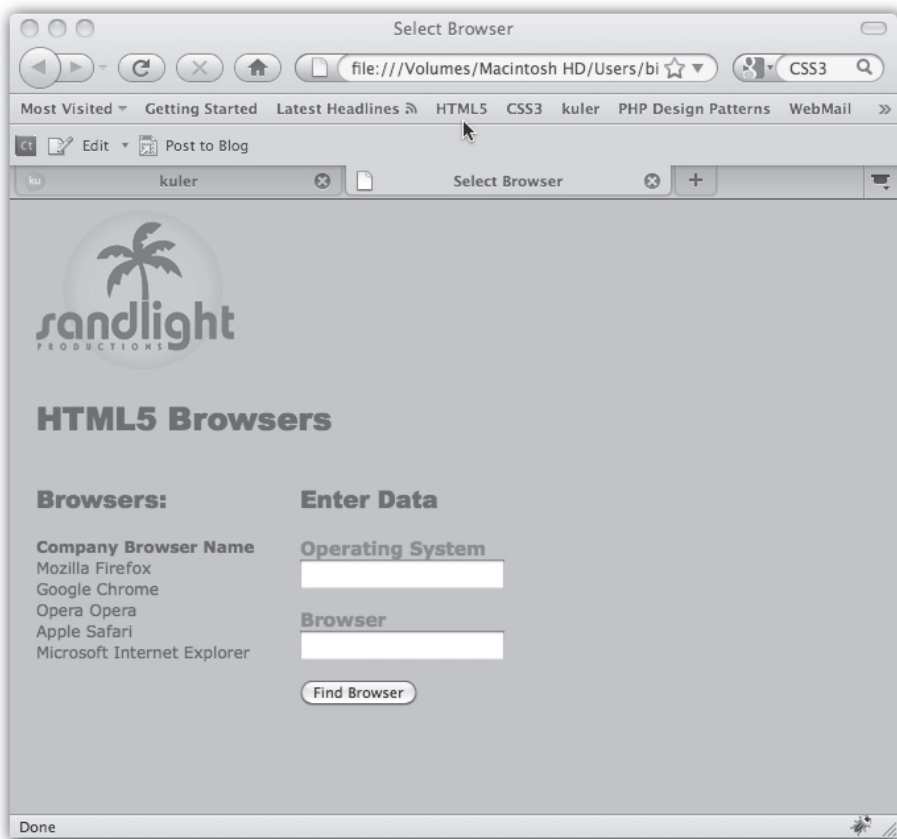 Select Browser
file:///Volumes/Macintosh HD/Users/bi CSS3
Most Visited Getting Started Latest Headlines HTML5 CSS3 kuler PHP Design Patterns WebMail »
Ct Edit Post to Blog
ku kuler Select Browser +
sandlight
PRODUCTIONS
HTML5 Browsers
Browsers:
Company Browser Name
Mozilla Firefox
Google Chrome
Opera Opera
Apple Safari
Microsoft Internet Explorer
Enter Data
Operating System
Browser
Find Browser
Done